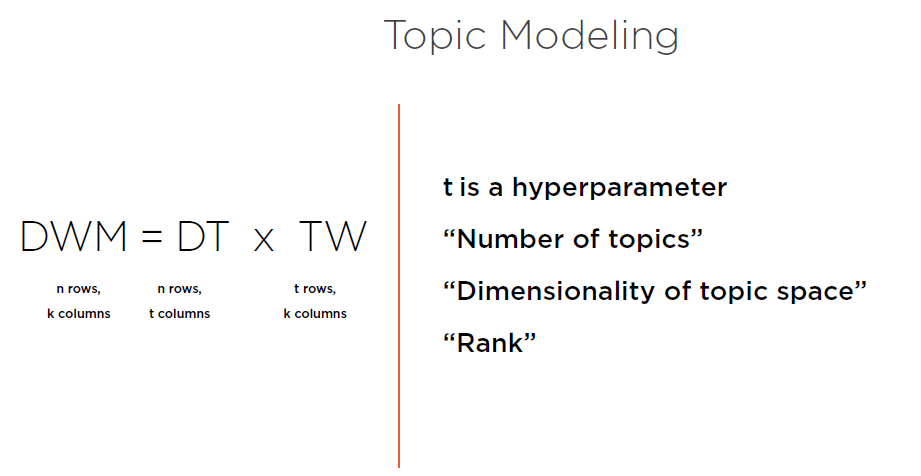 Topic Modeling
DWM = DT x TW
n rows, n rows, t rows,
k columns t columns k columns
t is a hyperparameter
“Number of topics”
“Dimensionality of topic space”
“Rank”